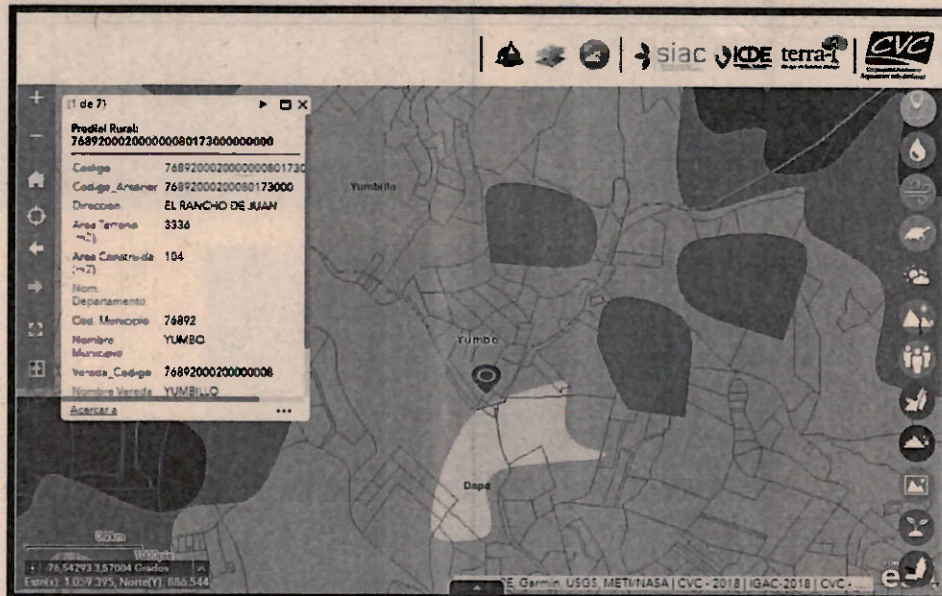 siac ICDE terra-i CVC
(1 de 7)
Predial Rural:
768920002000000080173000000000
Codigo 7689200020000000801730
Codigo_Anterior 76892000200080173000
Direccion EL RANCHO DE JUAN
Area Terreno (m2) 3336
Area Construida (m2) 104
Nom.
Departamento
Cod. Municipio 76892
Nombre YUMBO
Municipio
Vereda_Codigo 76892000200000008
Nombre Vereda YUMBILLO
Acercar a
Yumbillo
Yumbo
Dapa
-76,54293 3,57004 Grados
Este(x): 1.059.395, Norte(Y): 886.544
E, Garmin, USGS, METI/NASA | CVC - 2018 | IGAC-2018 | CVC -